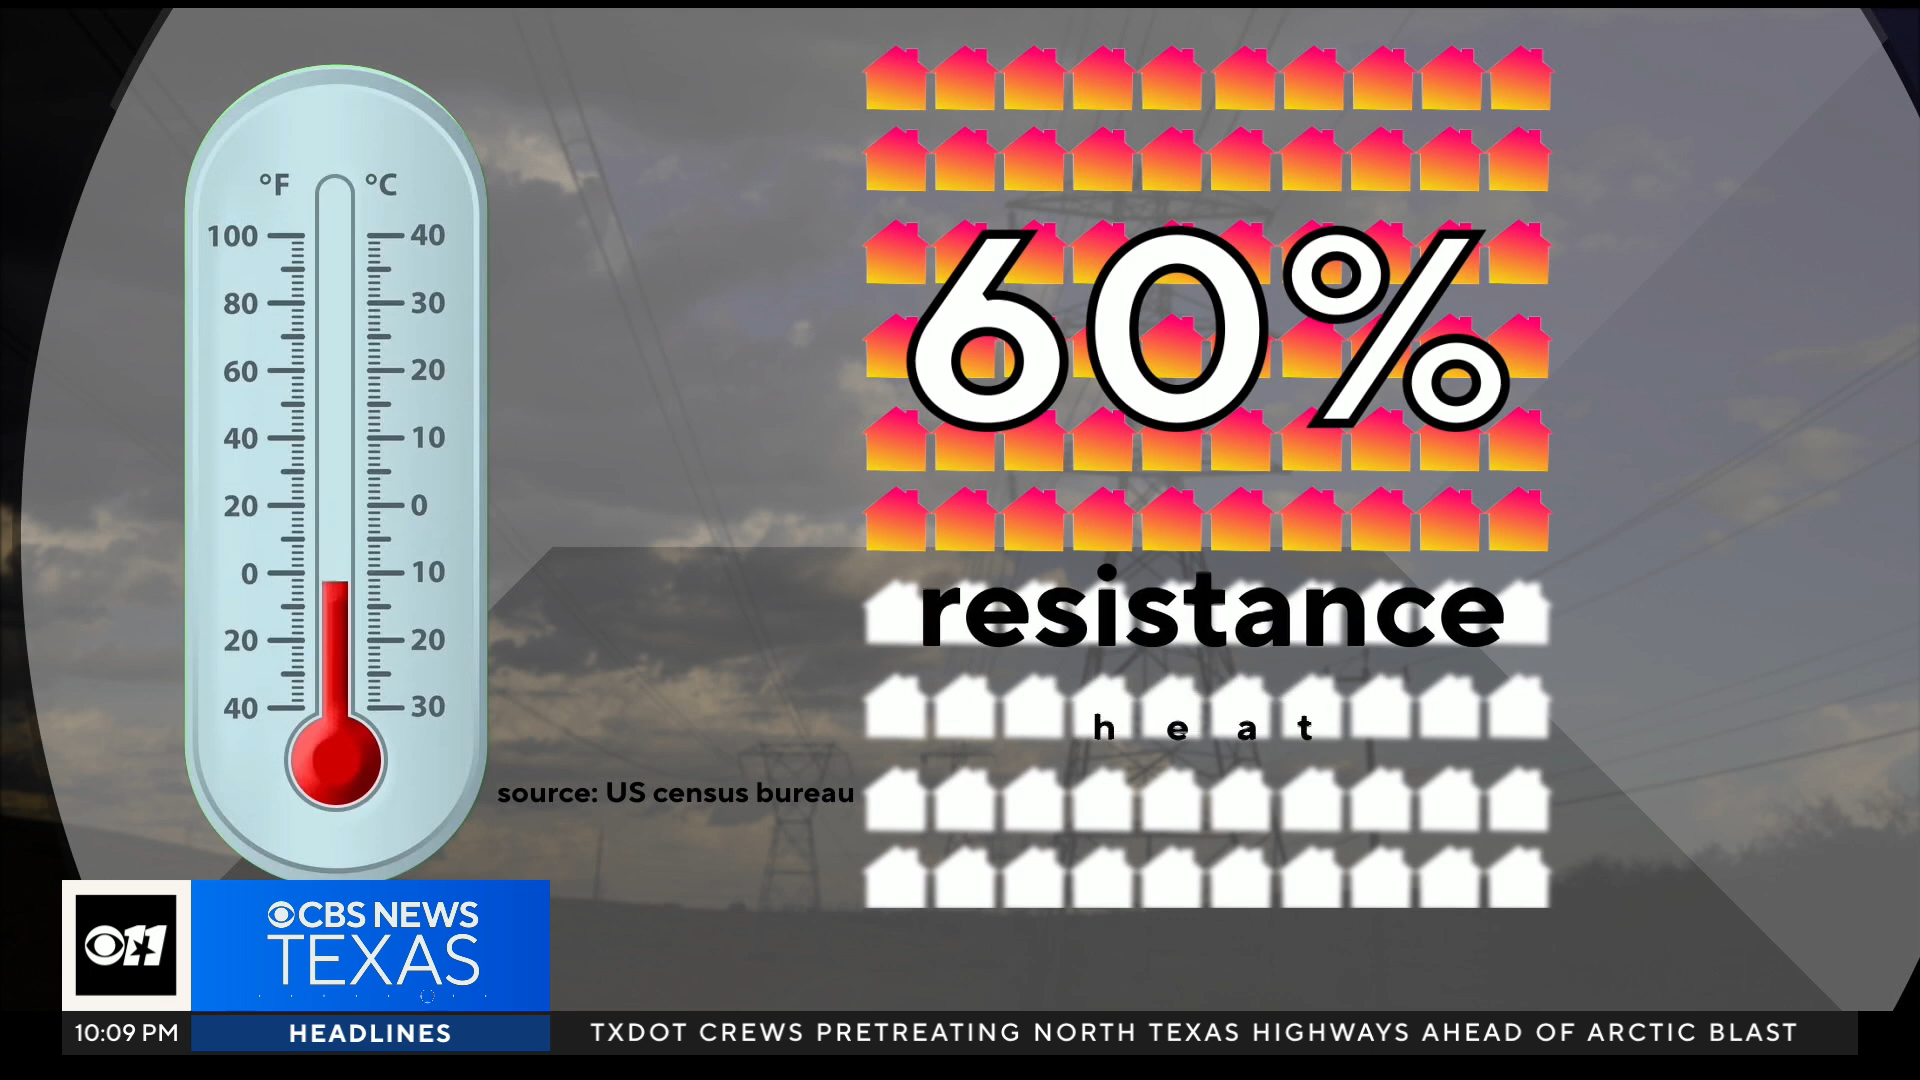 °F °C
100 40
80 30
60 20
40 10
20 0
0 10
20 20
40 30
60%
resistance
heat
source: US census bureau
11
CBS NEWS
TEXAS
10:09 PM
HEADLINES
TXDOT CREWS PRETREATING NORTH TEXAS HIGHWAYS AHEAD OF ARCTIC BLAST